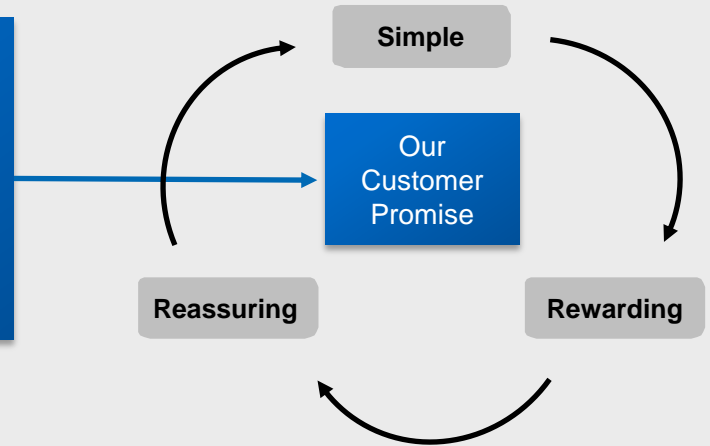 Simple
Our
Customer
Promise
Reassuring
Rewarding